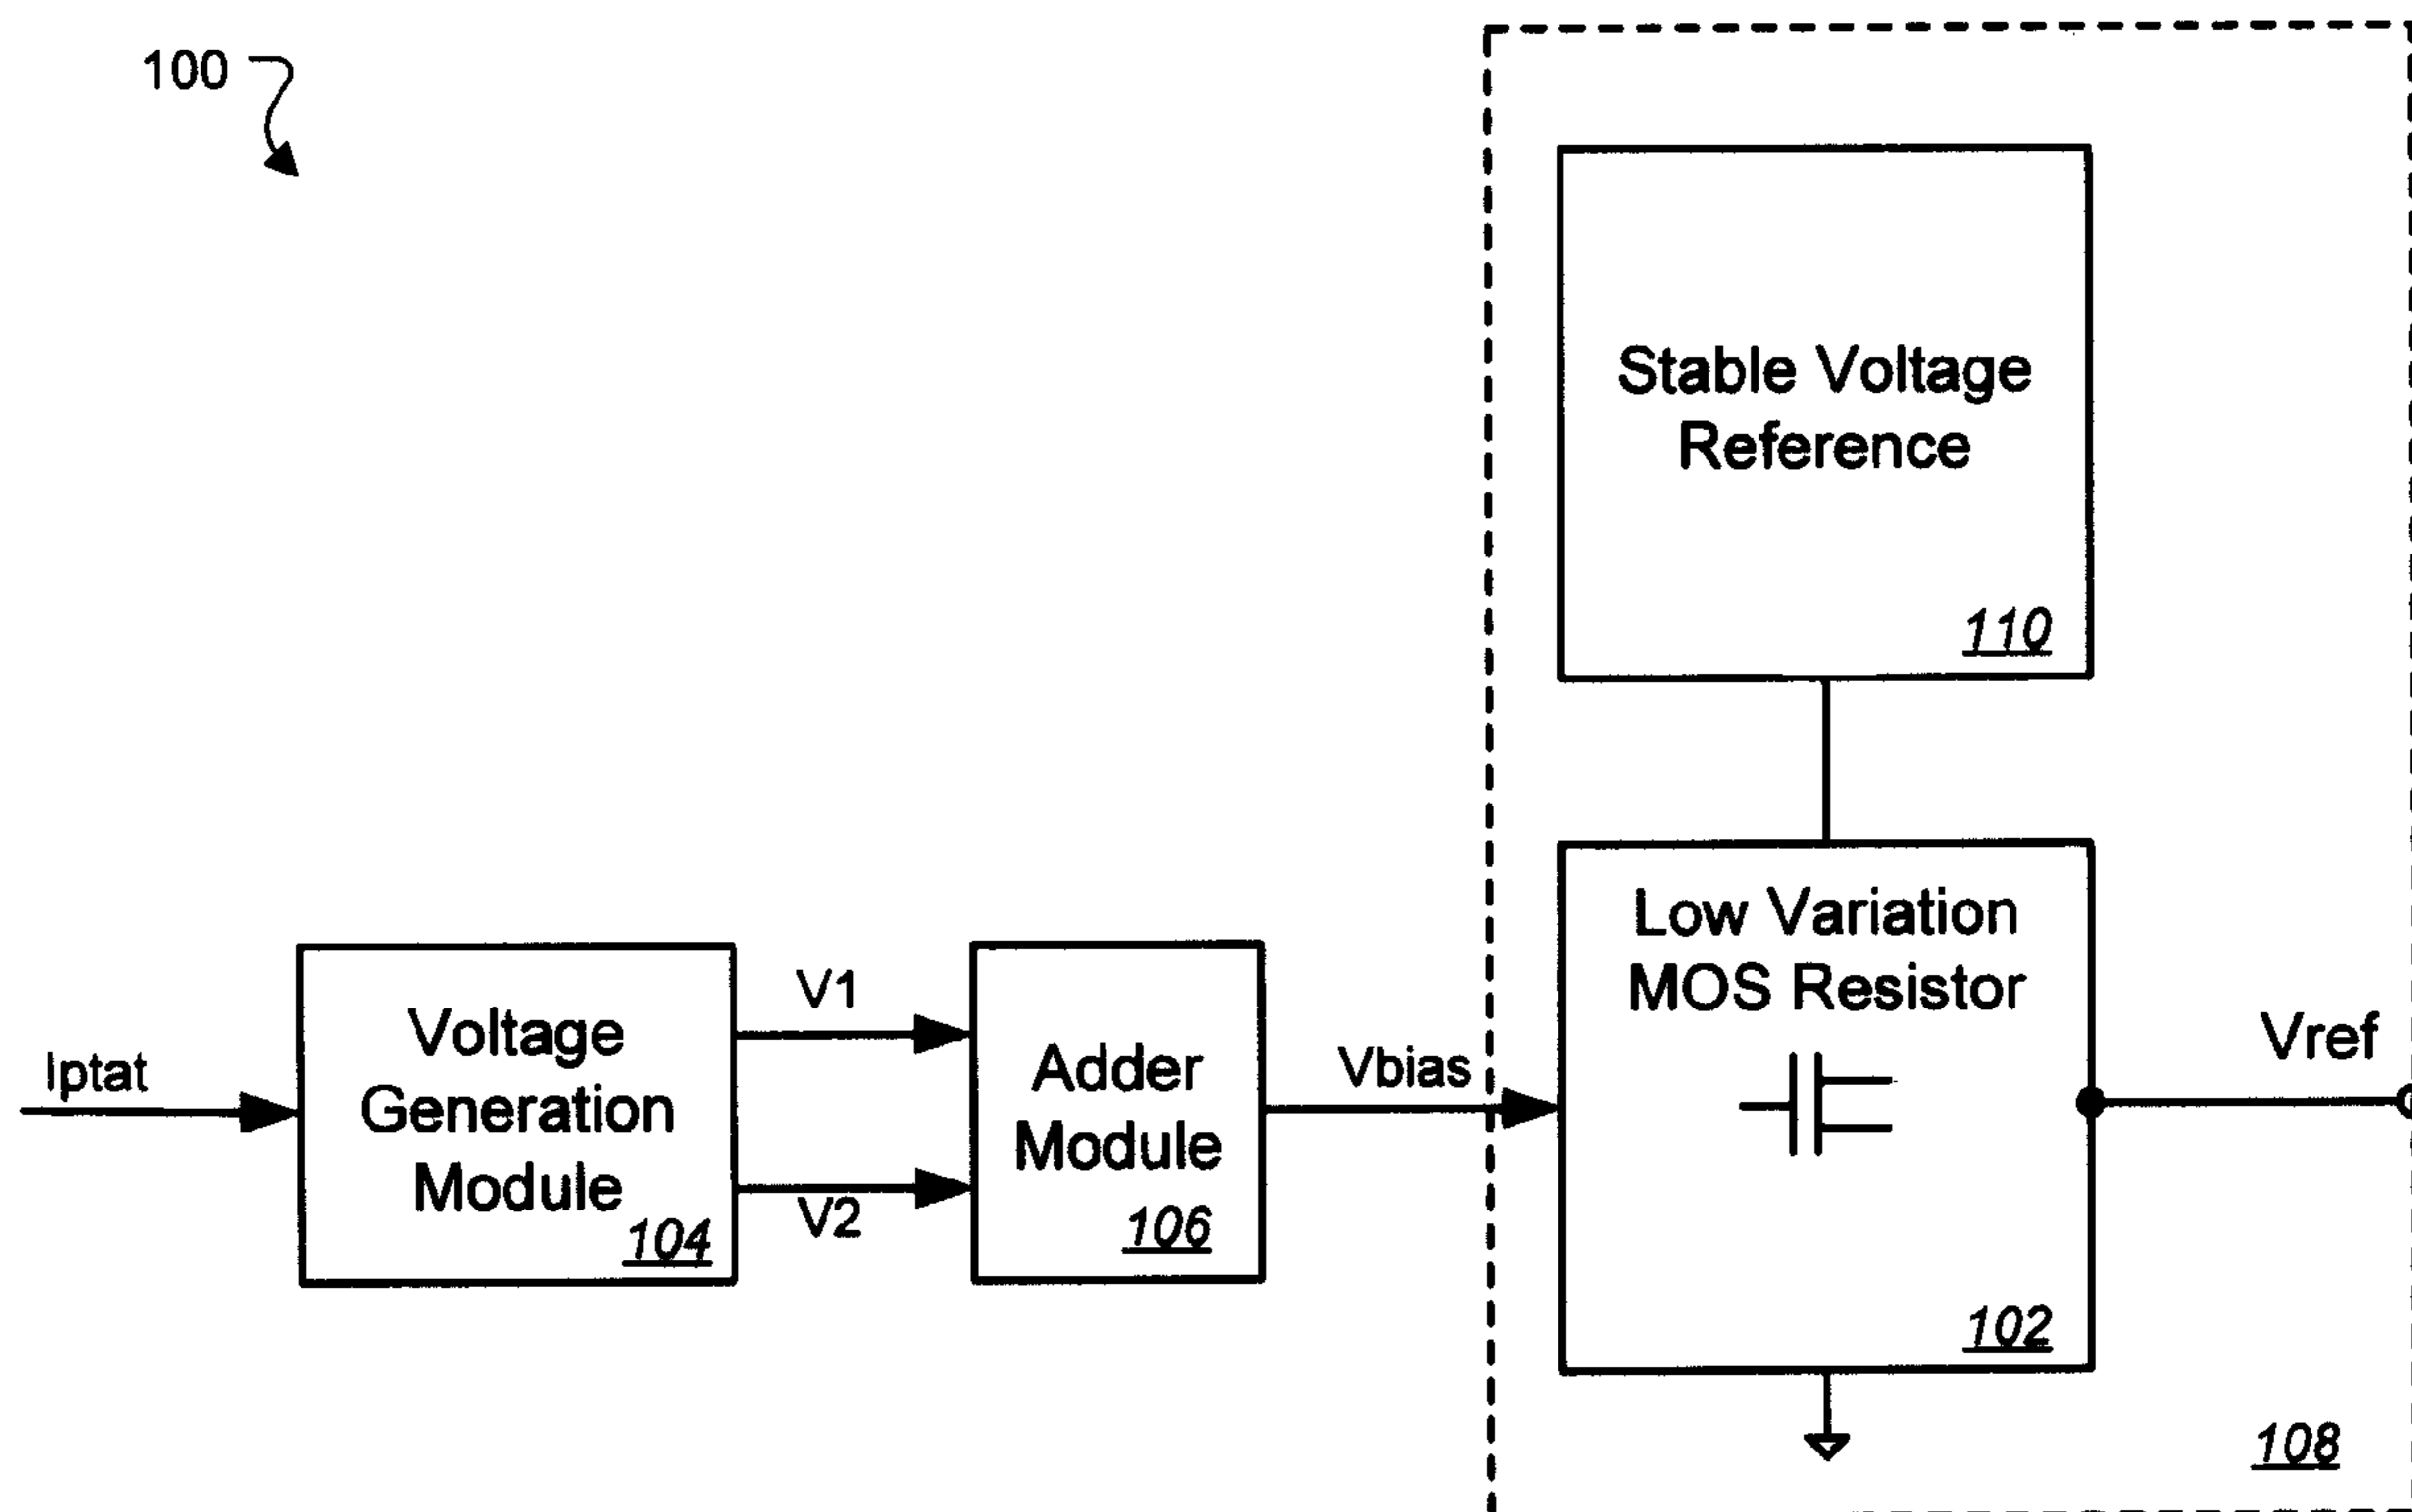 100
Stable Voltage
Reference
110
Low Variation
MOS Resistor
102
Iptat
Voltage
Generation
Module
104
V1
V2
Adder
Module
106
Vbias
Vref
108